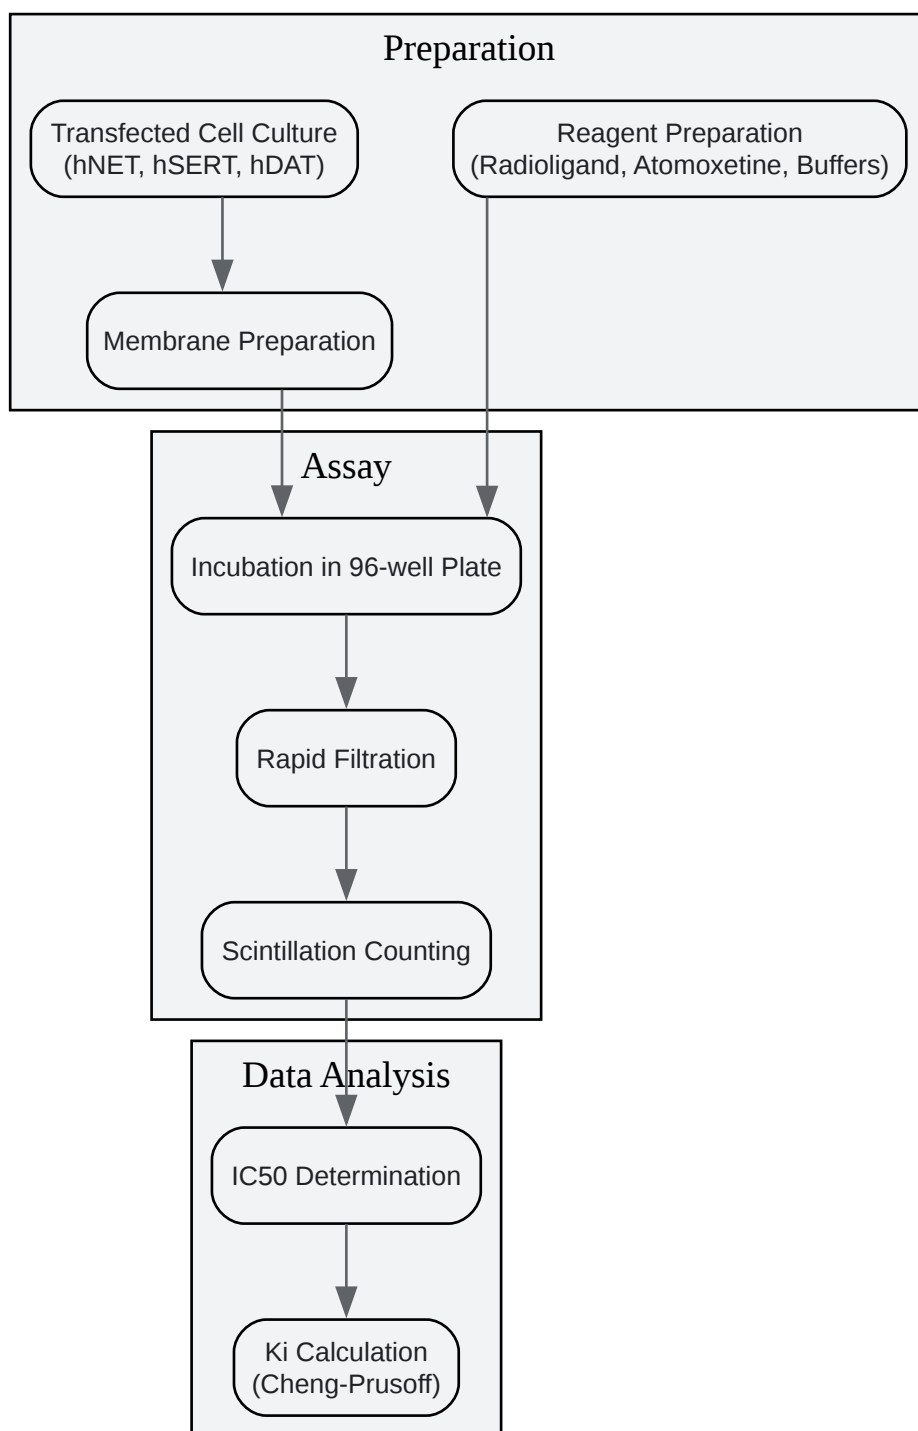 Preparation
Transfected Cell Culture
(hNET, hSERT, hDAT)
Reagent Preparation
(Radioligand, Atomoxetine, Buffers)
Membrane Preparation
Assay
Incubation in 96-well Plate
Rapid Filtration
Scintillation Counting
Data Analysis
IC50 Determination
Ki Calculation
(Cheng-Prusoff)